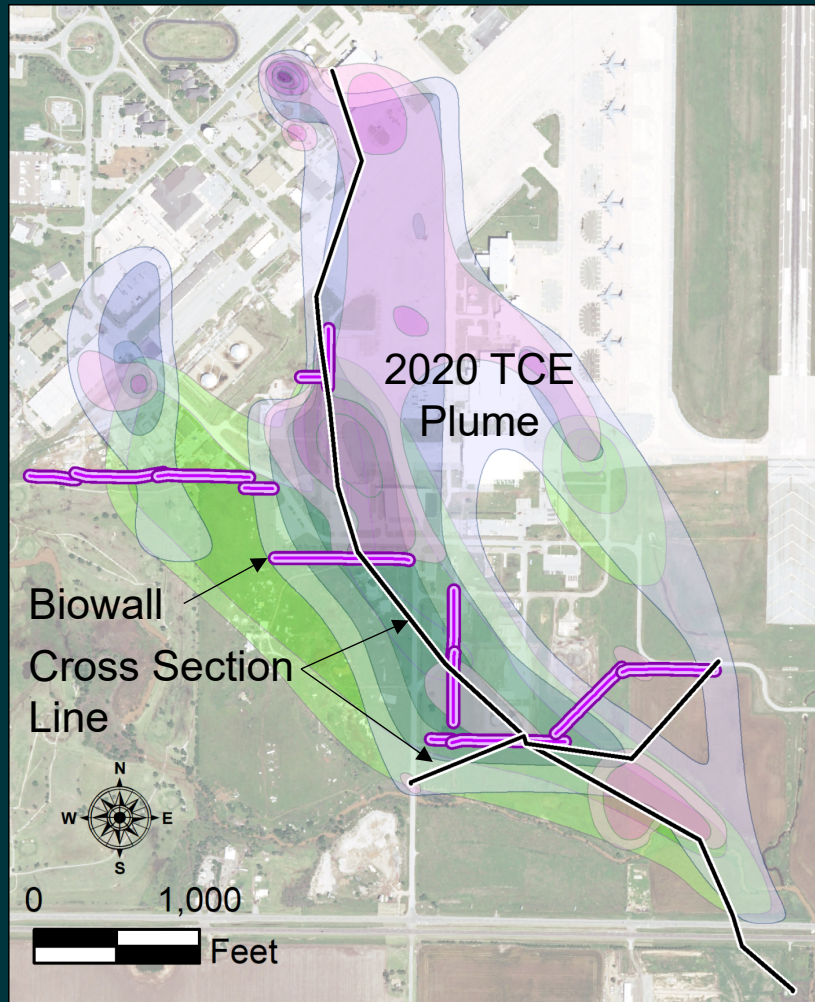 2020 TCE
Plume
Biowall
Cross Section
Line
N
W
E
S
0
1,000
Feet